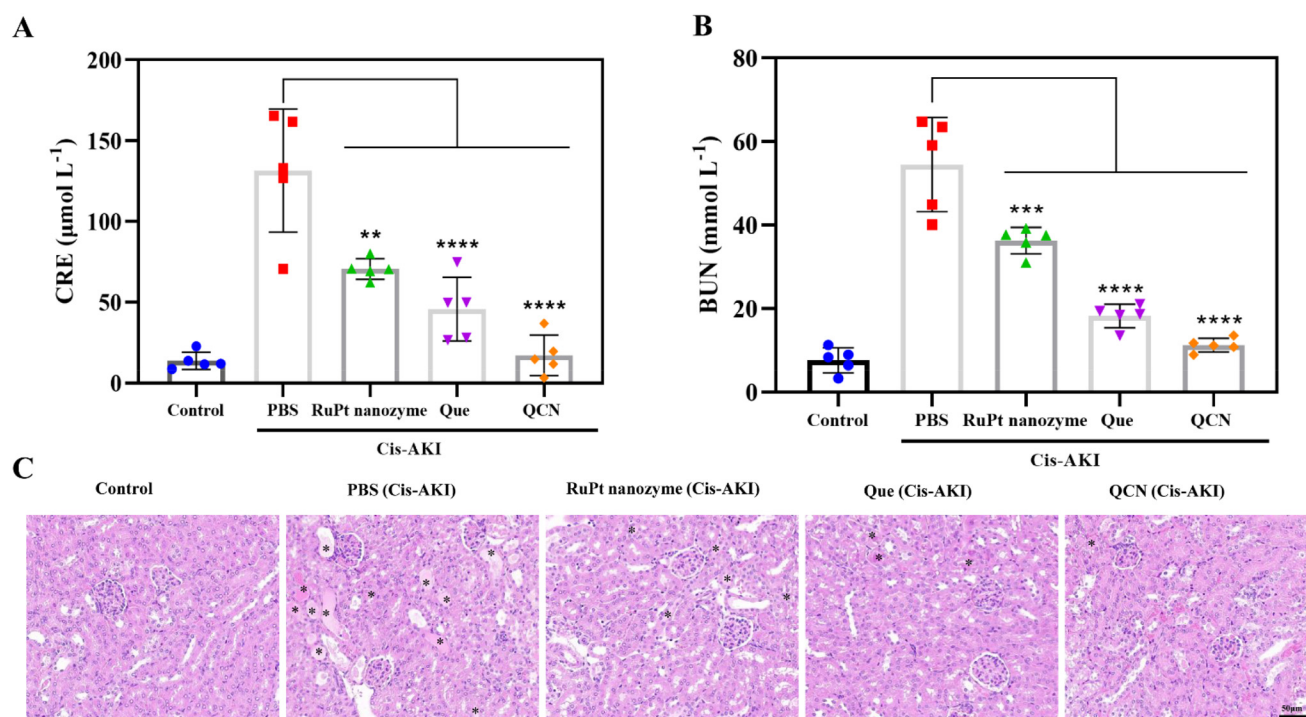 A
B
200
150
100
50
0
CRE (μmol L⁻¹)
**
****
****
Control
PBS
RuPt nanozyme
Que
QCN
Cis-AKI
80
60
40
20
0
BUN (mmol L⁻¹)
***
****
****
Control
PBS
RuPt nanozyme
Que
QCN
Cis-AKI
C
Control
PBS (Cis-AKI)
RuPt nanozyme (Cis-AKI)
Que (Cis-AKI)
QCN (Cis-AKI)
50μm